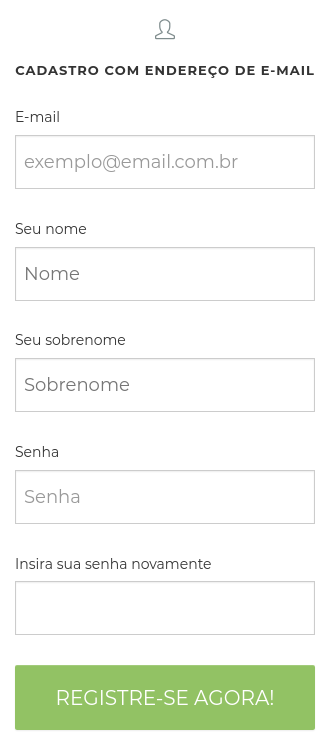 CADASTRO COM ENDEREÇO DE E-MAIL
E-mail
exemplo@email.com.br
Seu nome
Nome
Seu sobrenome
Sobrenome
Senha
Senha
Insira sua senha novamente
REGISTRE-SE AGORA!